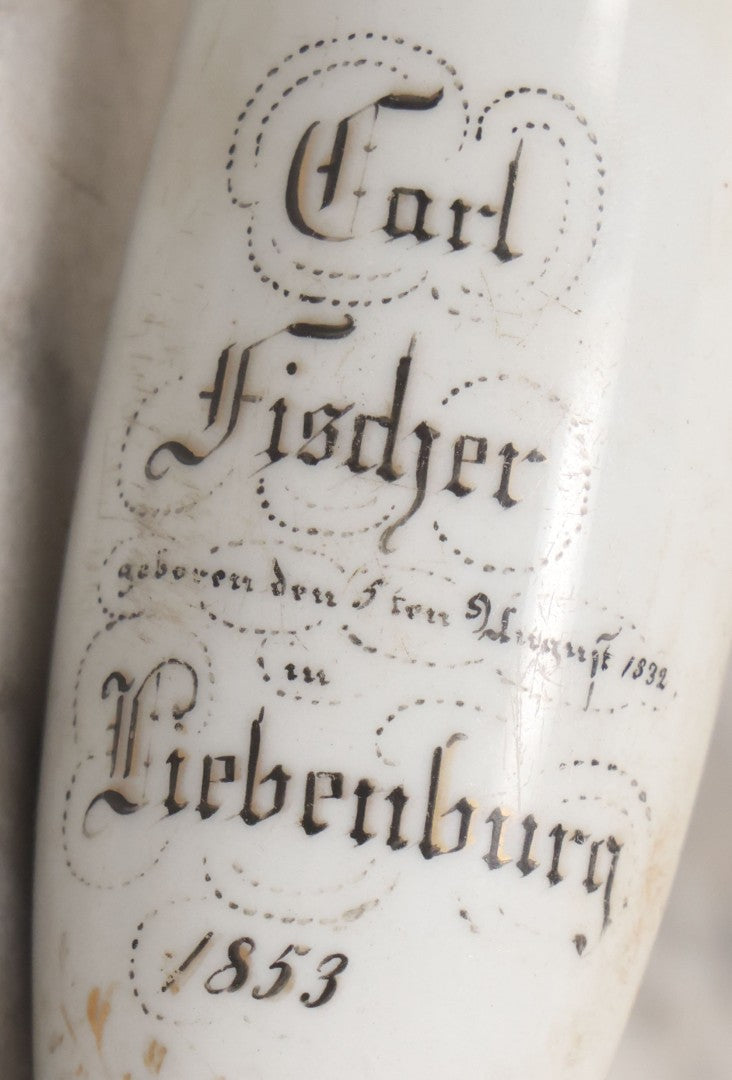 Carl
Fischer
geboren den 5ten August 1832
in
Liebenburg
1853